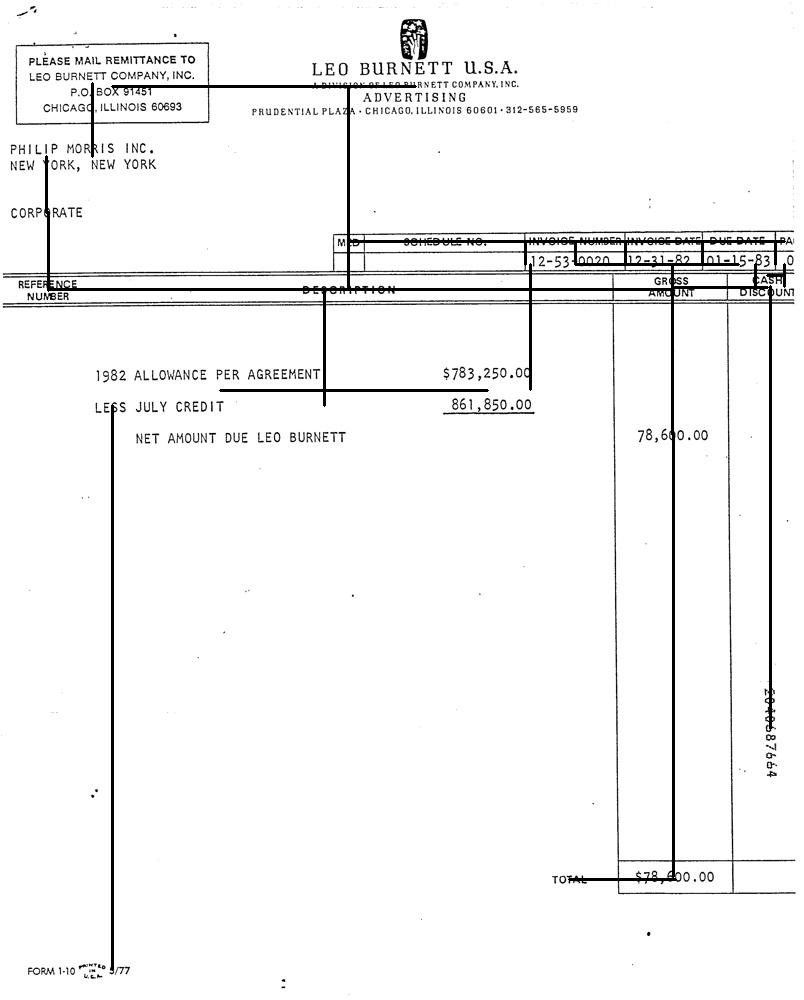 PLEASE MAIL REMITTANCE TO
LEO BURNETT COMPANY, INC.
P.O. BOX 91451
CHICAGO, ILLINOIS 60693
LEO BURNETT U.S.A.
A DIVISION OF LEO BURNETT COMPANY, INC.
ADVERTISING
PRUDENTIAL PLAZA · CHICAGO, ILLINOIS 60601 · 312-565-5959
PHILIP MORRIS INC.
NEW YORK, NEW YORK
CORPORATE
MED SCHEDULE NO. INVOICE NUMBER INVOICE DATE DUE DATE PA
12-53-0020 12-31-82 01-15-83 0
REFERENCE NUMBER DESCRIPTION GROSS AMOUNT CASH DISCOUNT
1982 ALLOWANCE PER AGREEMENT $783,250.00
LESS JULY CREDIT 861,850.00
NET AMOUNT DUE LEO BURNETT 78,600.00
TOTAL $78,600.00
FORM 1-10 PRINTED IN U.S.A. /77